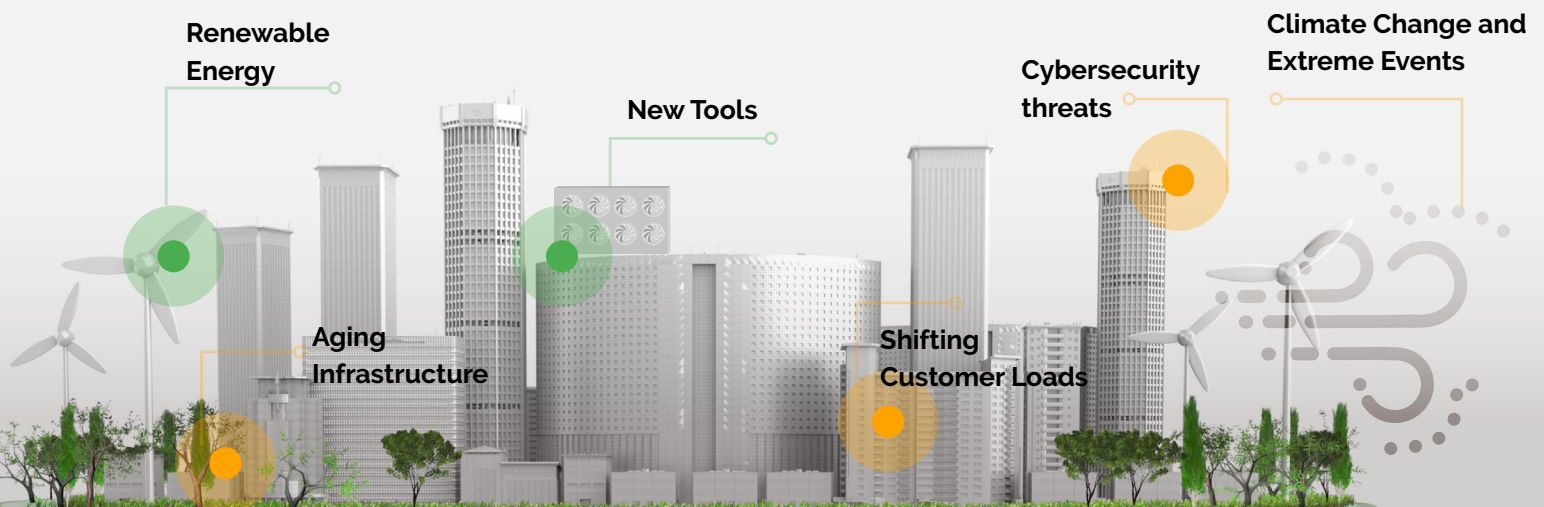 Renewable
Energy
New Tools
Cybersecurity
threats
Climate Change and
Extreme Events
Aging
Infrastructure
Shifting
Customer Loads